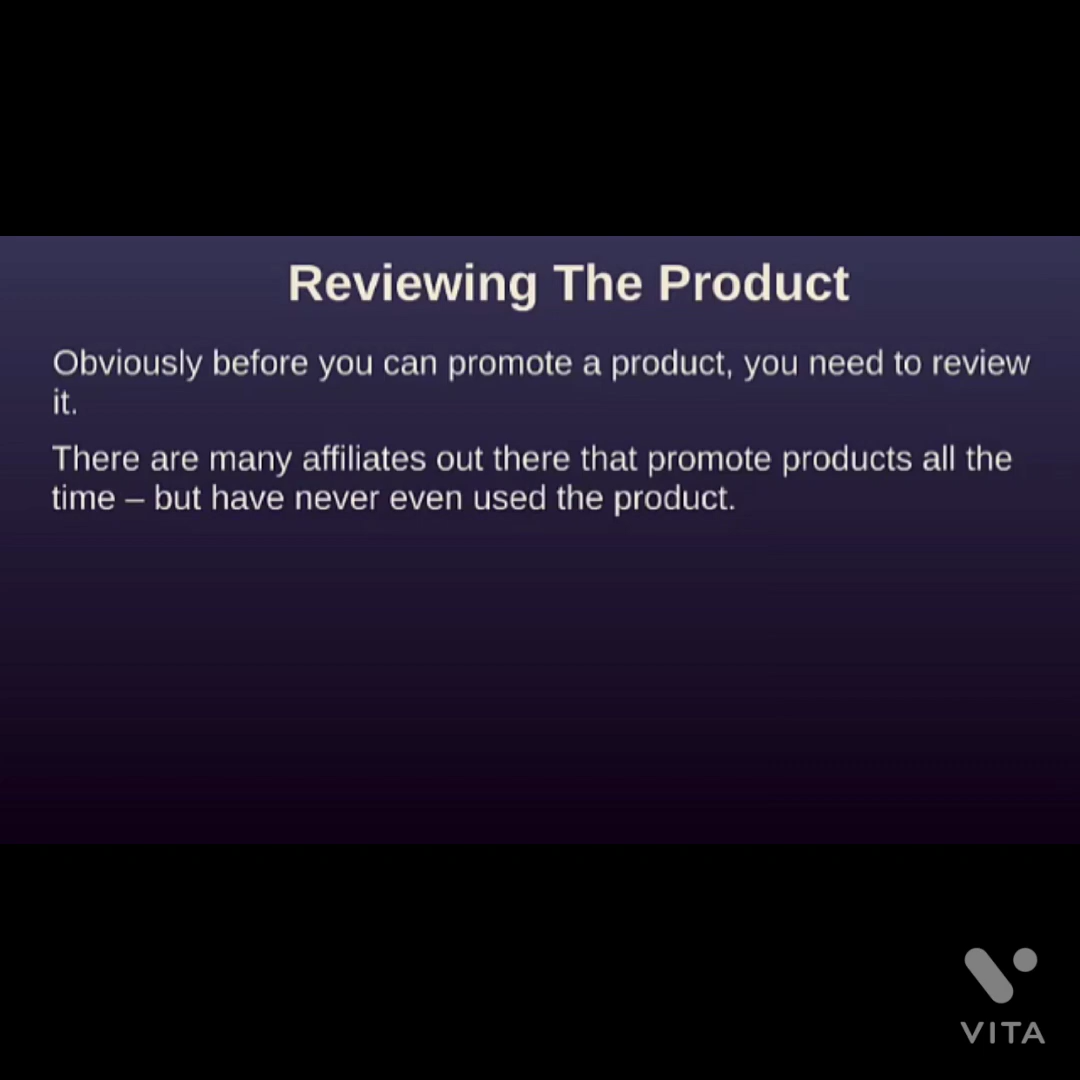 Reviewing The Product
Obviously before you can promote a product, you need to review
it.
There are many affiliates out there that promote products all the
time – but have never even used the product.
VITA